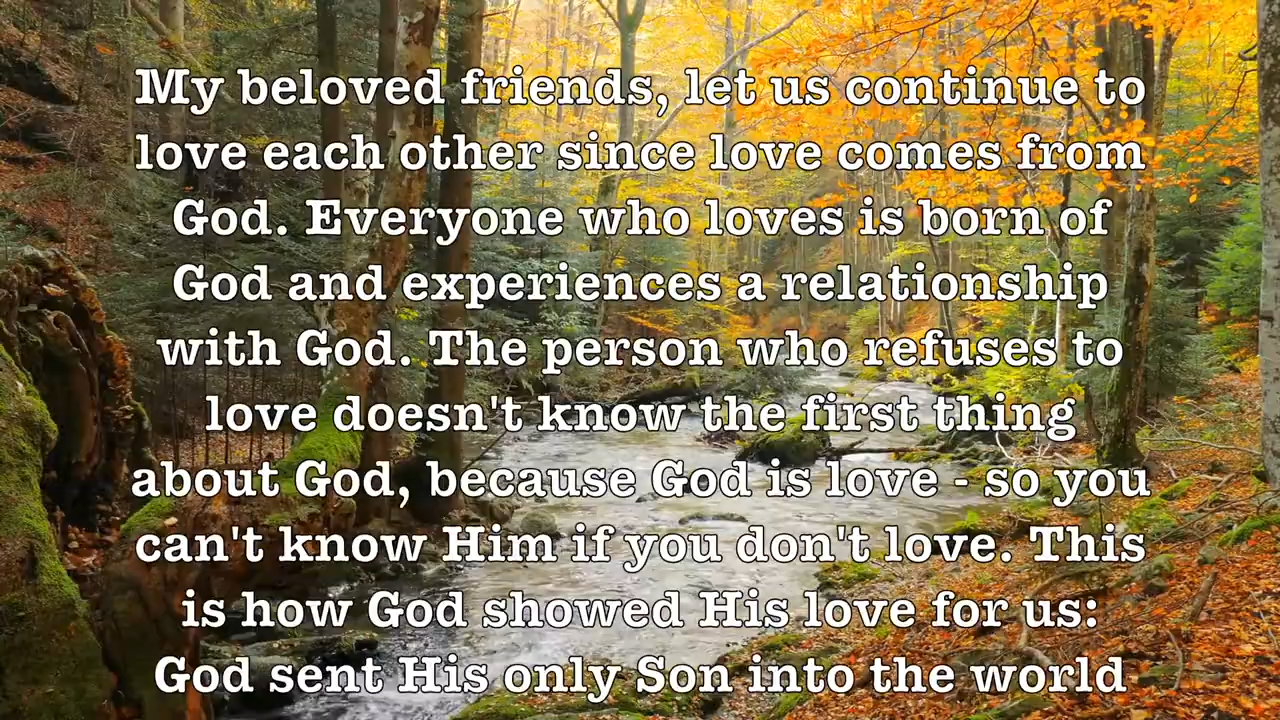 My beloved friends, let us continue to
love each other since love comes from
God. Everyone who loves is born of
God and experiences a relationship
with God. The person who refuses to
love doesn't know the first thing
about God, because God is love - so you
can't know Him if you don't love. This
is how God showed His love for us:
God sent His only Son into the world